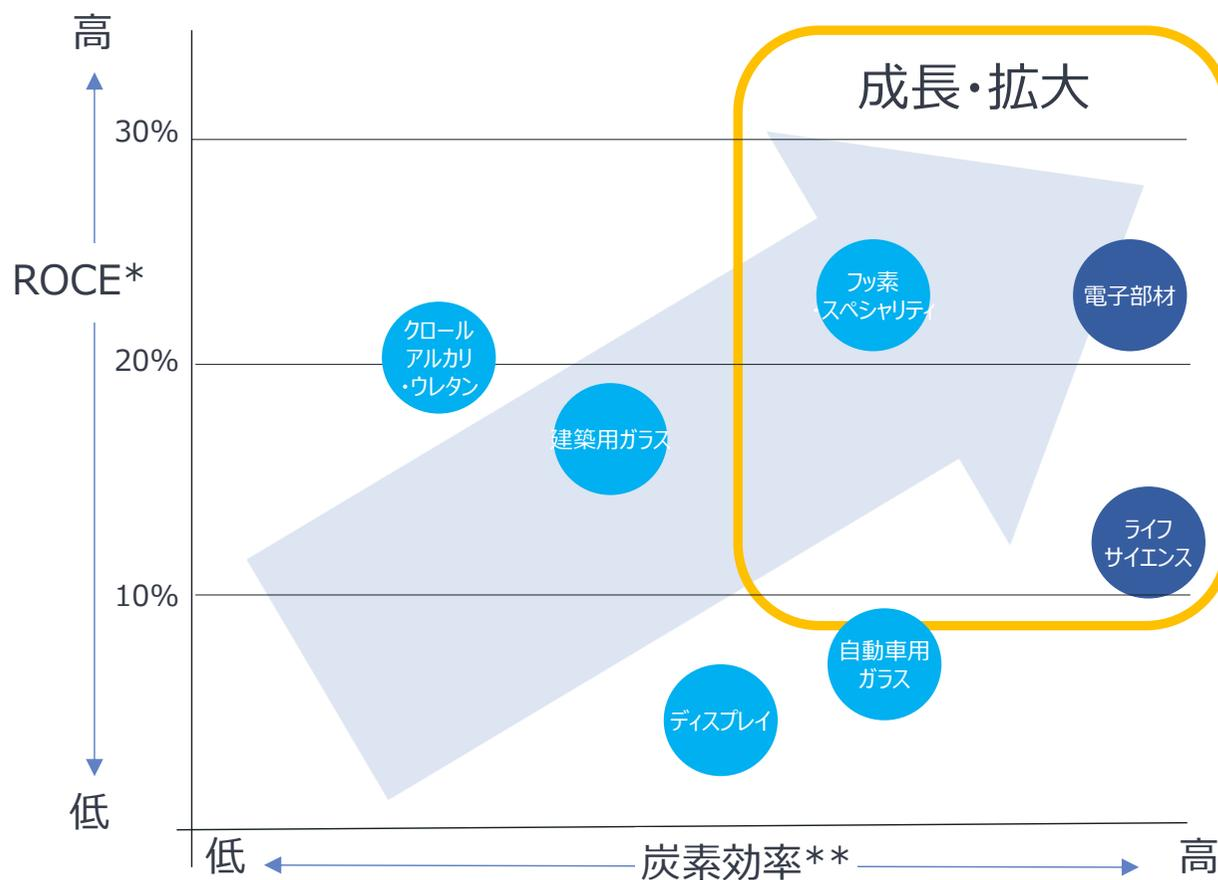 高
成長・拡大
30%
ROCE*
フッ素
・スペシャリティ
電子部材
クロール
アルカリ
・ウレタン
20%
建築用ガラス
ライフ
サイエンス
10%
自動車用
ガラス
ディスプレイ
低
低
炭素効率**
高